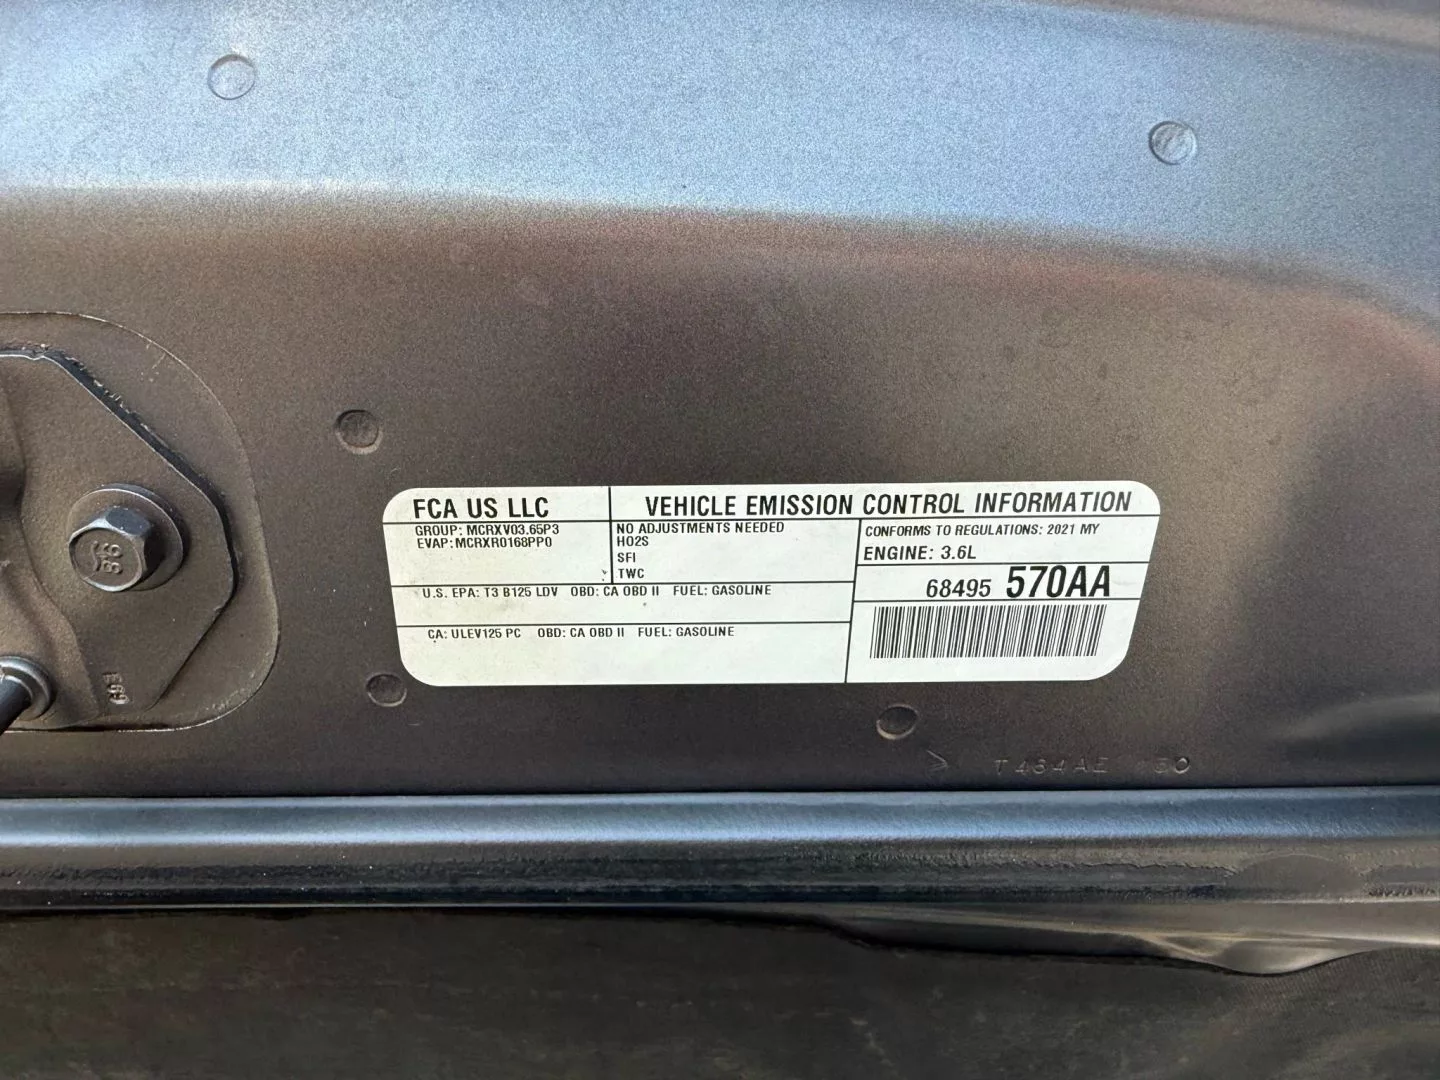 FCA US LLC
VEHICLE EMISSION CONTROL INFORMATION
GROUP: MCRXV03.65P3
EVAP: MCRXR0168PP0
NO ADJUSTMENTS NEEDED
HO2S
SFI
TWC
CONFORMS TO REGULATIONS: 2021 MY
ENGINE: 3.6L
68495 570AA
U.S. EPA: T3 B125 LDV OBD: CA OBD II FUEL: GASOLINE
CA: ULEV125 PC OBD: CA OBD II FUEL: GASOLINE
E69